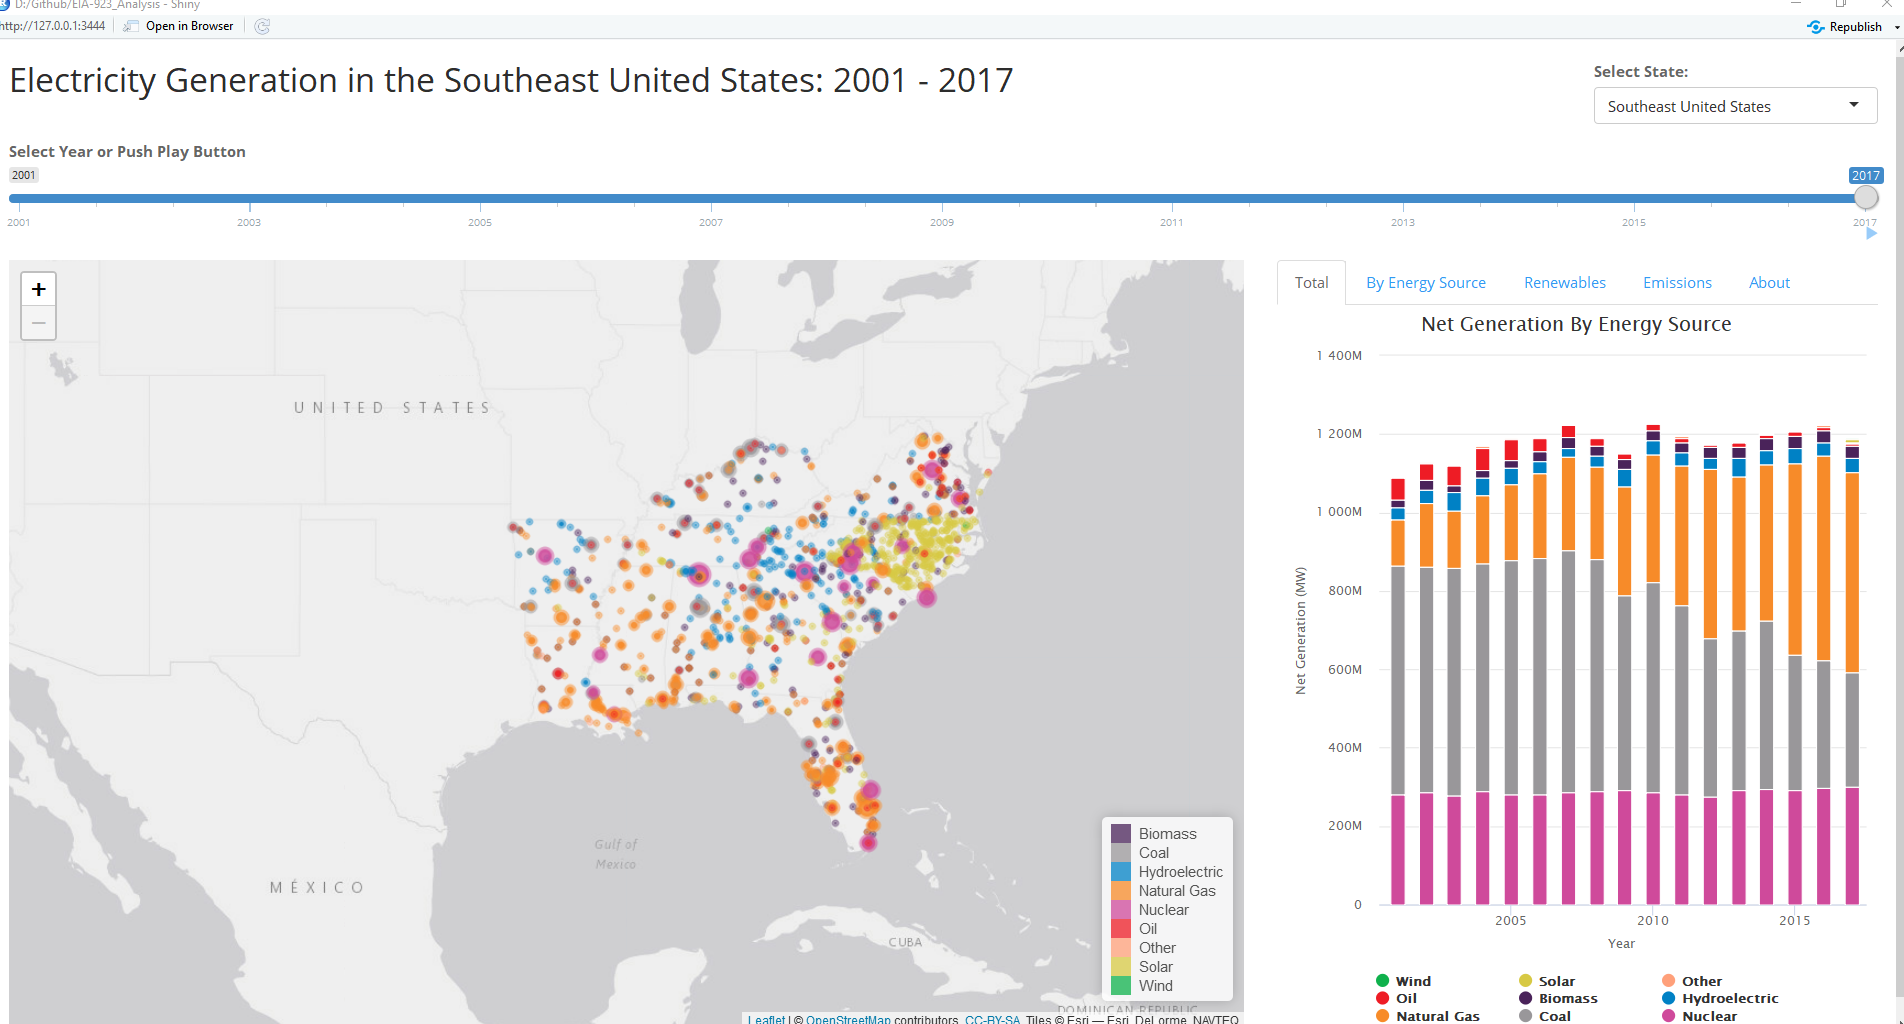 D:/Github/EIA-923_Analysis - Shiny
http://127.0.0.1:3444
Open in Browser
Republish
Electricity Generation in the Southeast United States: 2001 - 2017
Select State:
Southeast United States
Select Year or Push Play Button
2001
2017
2001 2003 2005 2007 2009 2011 2013 2015 2017
+
−
UNITED STATES
MÉXICO
Gulf of
Mexico
CUBA
DOMINICAN REPUBLIC
Biomass
Coal
Hydroelectric
Natural Gas
Nuclear
Oil
Other
Solar
Wind
Leaflet | © OpenStreetMap contributors, CC-BY-SA, Tiles © Esri — Esri, DeLorme, NAVTEQ
Total By Energy Source Renewables Emissions About
Net Generation By Energy Source
Net Generation (MW)
1 400M
1 200M
1 000M
800M
600M
400M
200M
0
2005 2010 2015
Year
Wind Solar Other
Oil Biomass Hydroelectric
Natural Gas Coal Nuclear